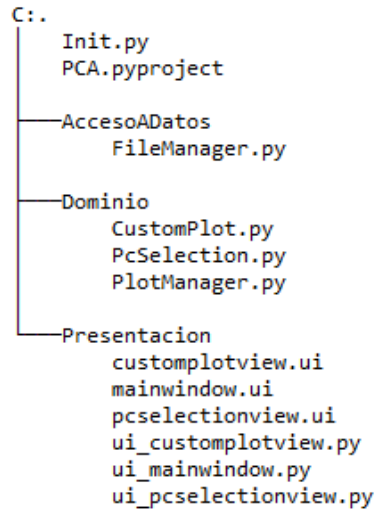 C:.
Init.py
PCA.pyproject
AccesoADatos
FileManager.py
Dominio
CustomPlot.py
PcSelection.py
PlotManager.py
Presentacion
customplotview.ui
mainwindow.ui
pcselectionview.ui
ui_customplotview.py
ui_mainwindow.py
ui_pcselectionview.py